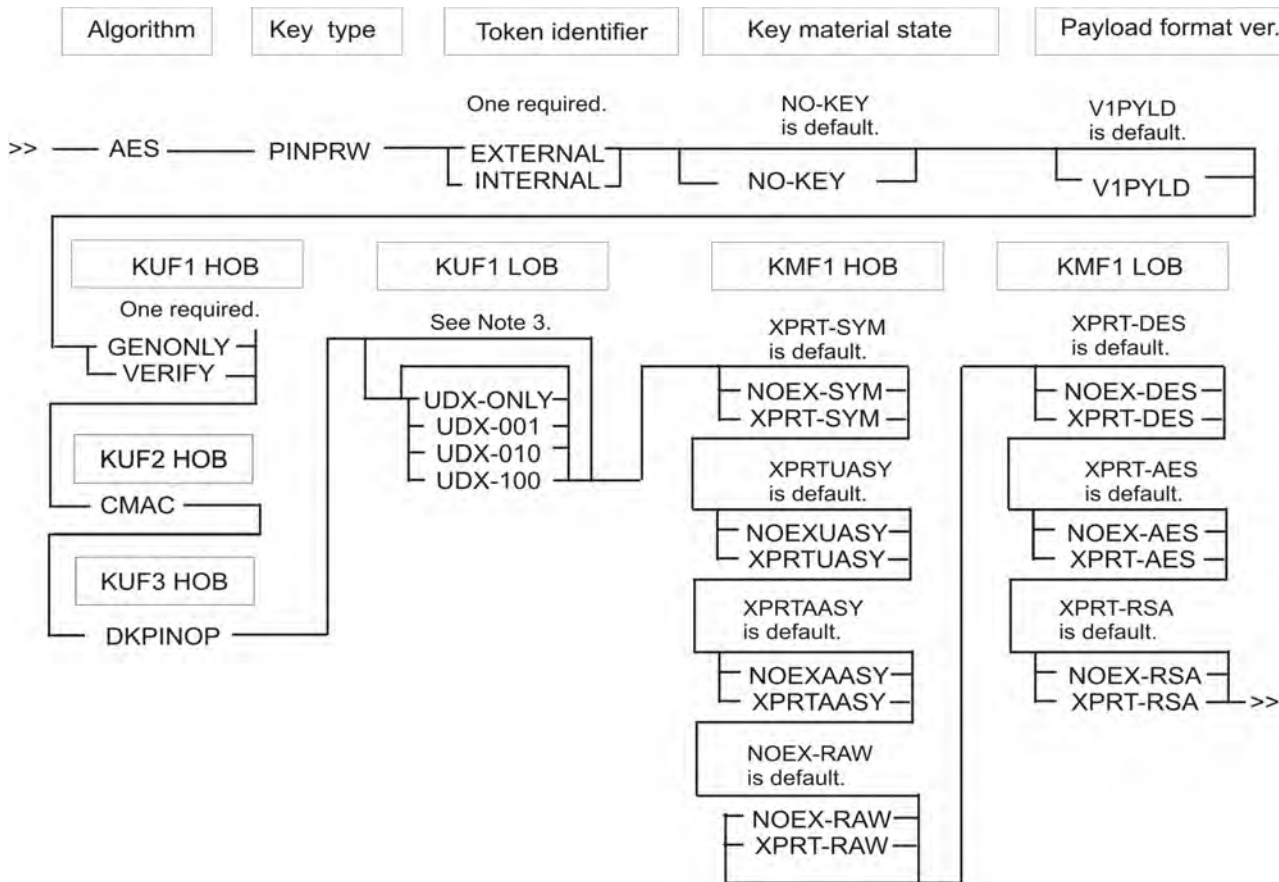 Algorithm
Key type
Token identifier
Key material state
Payload format ver.
One required.
NO-KEY
is default.
V1PYLD
is default.
>>
AES
PINPRW
EXTERNAL
INTERNAL
NO-KEY
V1PYLD
KUF1 HOB
KUF1 LOB
KMF1 HOB
KMF1 LOB
One required.
GENONLY
VERIFY
KUF2 HOB
CMAC
KUF3 HOB
DKPINOP
See Note 3.
UDX-ONLY
UDX-001
UDX-010
UDX-100
XPRT-SYM
is default.
NOEX-SYM
XPRT-SYM
XPRTUASY
is default.
NOEXUASY
XPRTUASY
XPRTAASY
is default.
NOEXAASY
XPRTAASY
NOEX-RAW
is default.
NOEX-RAW
XPRT-RAW
XPRT-DES
is default.
NOEX-DES
XPRT-DES
XPRT-AES
is default.
NOEX-AES
XPRT-AES
XPRT-RSA
is default.
NOEX-RSA
XPRT-RSA
>>